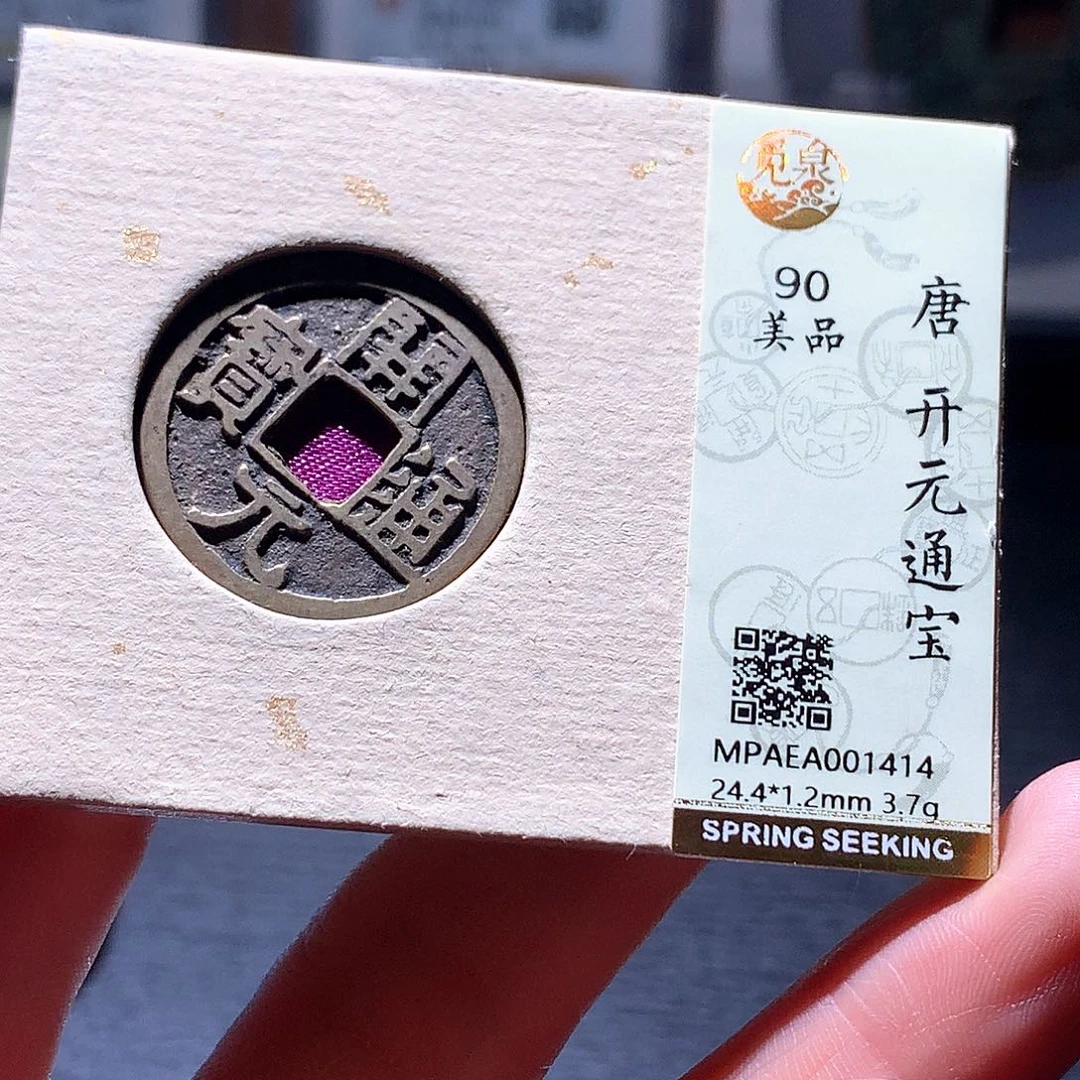 開元通寳
觅泉
90
美品
唐 开元通宝
MPAEA001414
24.4*1.2mm 3.7g
SPRING SEEKING